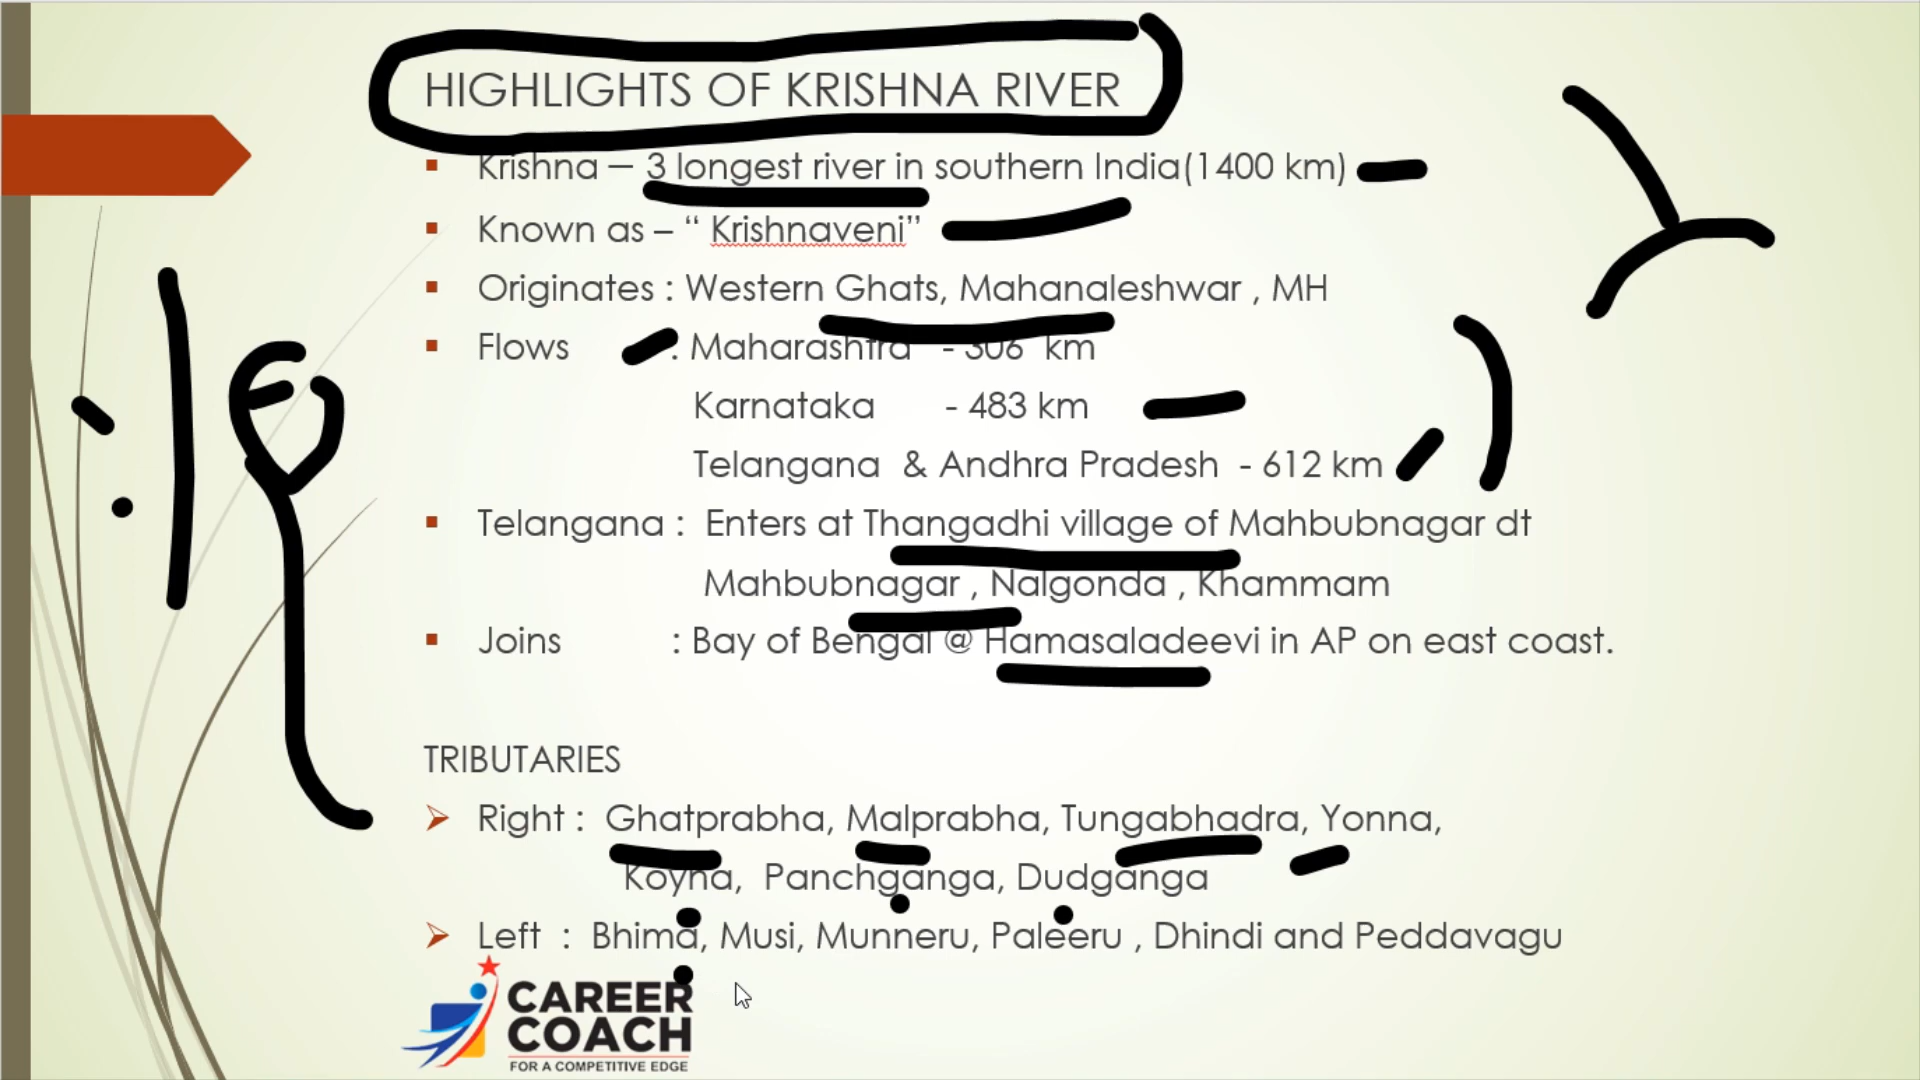 HIGHLIGHTS OF KRISHNA RIVER
Krishna – 3 longest river in southern India(1400 km)
Known as – “ Krishnaveni”
Originates : Western Ghats, Mahanaleshwar , MH
Flows : Maharashtra - 306 km
Karnataka - 483 km
Telangana & Andhra Pradesh - 612 km
Telangana : Enters at Thangadhi village of Mahbubnagar dt
Mahbubnagar , Nalgonda , Khammam
Joins : Bay of Bengal @ Hamasaladeevi in AP on east coast.
TRIBUTARIES
Right : Ghatprabha, Malprabha, Tungabhadra, Yonna,
Koyna, Panchganga, Dudganga
Left : Bhima, Musi, Munneru, Paleeru , Dhindi and Peddavagu
CAREER
COACH
FOR A COMPETITIVE EDGE